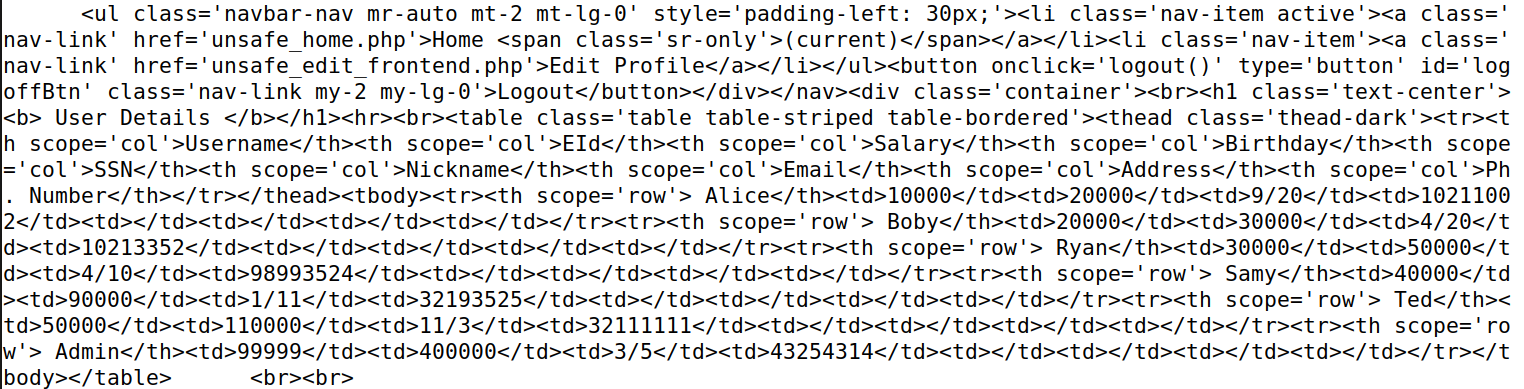 <ul class='navbar-nav mr-auto mt-2 mt-lg-0' style='padding-left: 30px;'><li class='nav-item active'><a class='
nav-link' href='unsafe_home.php'>Home <span class='sr-only'>(current)</span></a></li><li class='nav-item'><a class='
nav-link' href='unsafe_edit_frontend.php'>Edit Profile</a></li></ul><button onclick='logout()' type='button' id='log
offBtn' class='nav-link my-2 my-lg-0'>Logout</button></div></nav><div class='container'><br><h1 class='text-center'>
<b> User Details </b></h1><hr><br><table class='table table-striped table-bordered'><thead class='thead-dark'><tr><t
h scope='col'>Username</th><th scope='col'>EId</th><th scope='col'>Salary</th><th scope='col'>Birthday</th><th scope
='col'>SSN</th><th scope='col'>Nickname</th><th scope='col'>Email</th><th scope='col'>Address</th><th scope='col'>Ph
. Number</th></tr></thead><tbody><tr><th scope='row'> Alice</th><td>10000</td><td>20000</td><td>9/20</td><td>1021100
2</td><td></td><td></td><td></td><td></td></tr><tr><th scope='row'> Boby</th><td>20000</td><td>30000</td><td>4/20</t
d><td>10213352</td><td></td><td></td><td></td><td></td></tr><tr><th scope='row'> Ryan</th><td>30000</td><td>50000</t
d><td>4/10</td><td>98993524</td><td></td><td></td><td></td><td></td></tr><tr><th scope='row'> Samy</th><td>40000</td
><td>90000</td><td>1/11</td><td>32193525</td><td></td><td></td><td></td><td></td></tr><tr><th scope='row'> Ted</th><
td>50000</td><td>110000</td><td>11/3</td><td>32111111</td><td></td><td></td><td></td><td></td></tr><tr><th scope='ro
w'> Admin</th><td>99999</td><td>400000</td><td>3/5</td><td>43254314</td><td></td><td></td><td></td><td></td></tr></t
body></table>      <br><br>